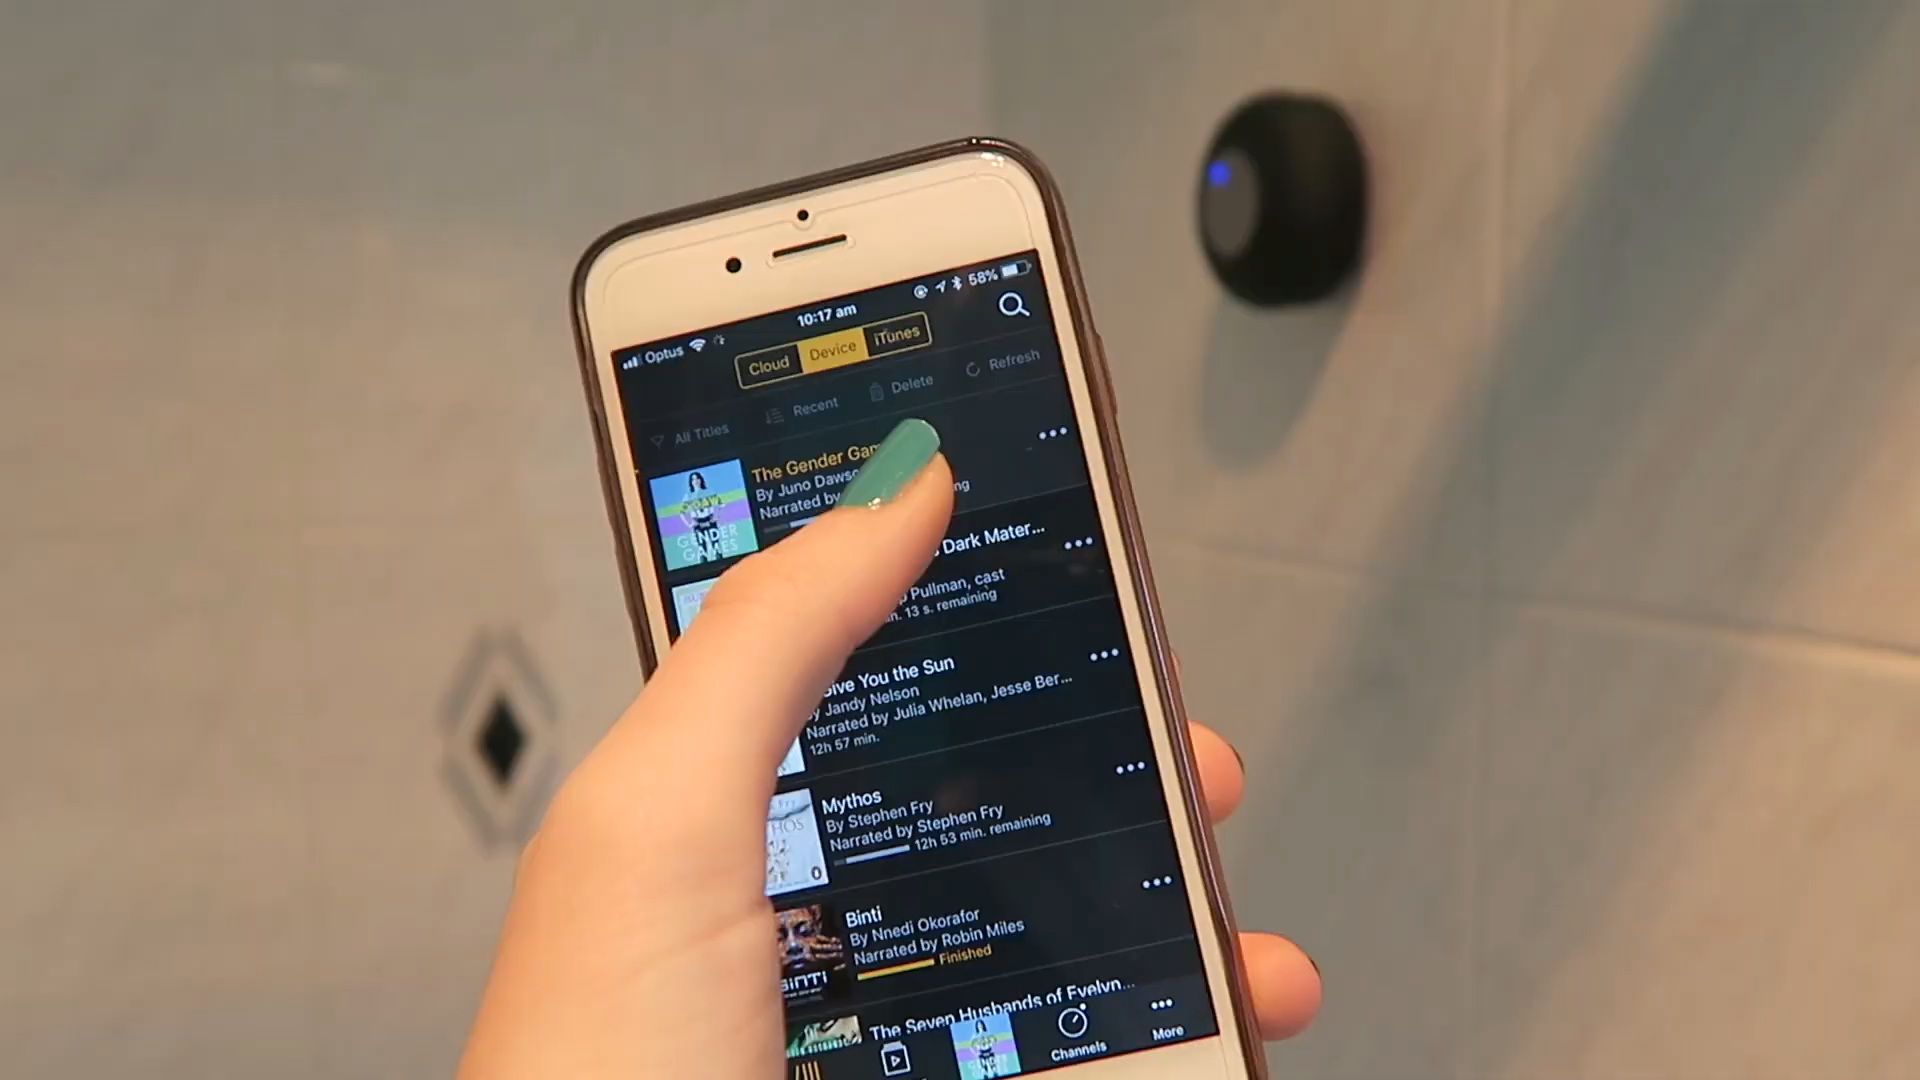 Optus
10:17 am
58%
Cloud
Device
iTunes
All Titles
Recent
Delete
Refresh
The Gender
By Juno
Narrated by
GENDER
GAMES
Dark Mater...
Pullman, cast
13 s. remaining
Give You the Sun
By Jandy Nelson
Narrated by Julia Whelan, Jesse Ber...
12h 57 min.
Mythos
By Stephen Fry
Narrated by Stephen Fry
12h 53 min. remaining
Binti
By Nnedi Okorafor
Narrated by Robin Miles
Finished
BINTI
The Seven Husbands of Evelyn...
Channels
More